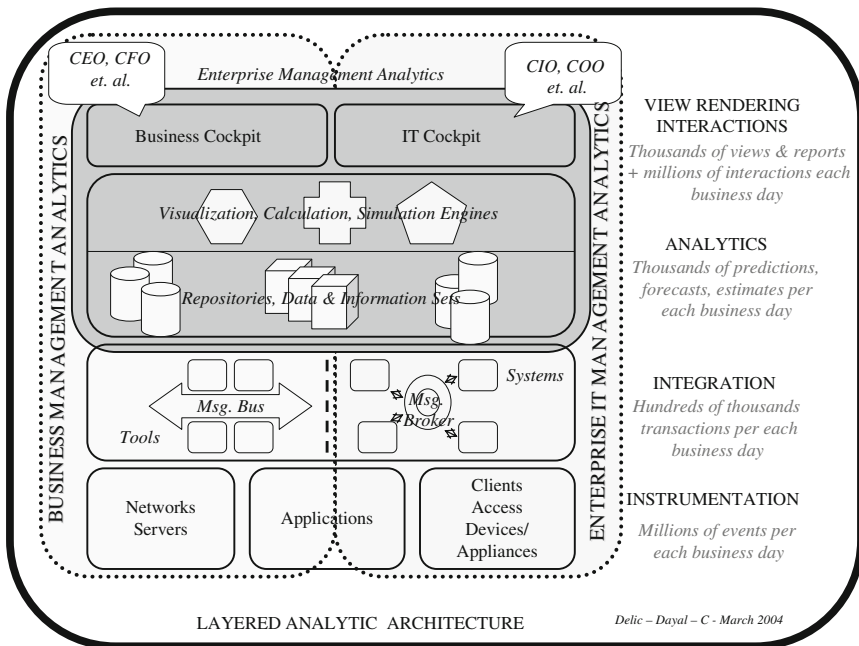 CEO, CFO
et. al.
Enterprise Management Analytics
CIO, COO
et. al.
BUSINESS MANAGEMENT ANALYTICS
ENTERPRISE IT MANAGEMENT ANALYTICS
Business Cockpit
IT Cockpit
Visualization, Calculation, Simulation Engines
Repositories, Data & Information Sets
Systems
Msg. Bus
Msg.
Broker
Tools
Networks
Servers
Applications
Clients
Access
Devices/
Appliances
VIEW RENDERING
INTERACTIONS
Thousands of views & reports
+ millions of interactions each
business day
ANALYTICS
Thousands of predictions,
forecasts, estimates per
each business day
INTEGRATION
Hundreds of thousands
transactions per each
business day
INSTRUMENTATION
Millions of events per
each business day
LAYERED ANALYTIC ARCHITECTURE
Delic – Dayal – C - March 2004